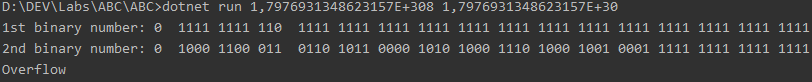 D:\DEV\Labs\ABC\ABC>dotnet run 1,7976931348623157E+308 1,7976931348623157E+30
1st binary number: 0  1111 1111 110  1111 1111 1111 1111 1111 1111 1111 1111 1111 1111 1111 1111 1111
2nd binary number: 0  1000 1100 011  0110 1011 0000 1010 1000 1110 1000 1001 0001 1111 1111 1111 1111
Overflow